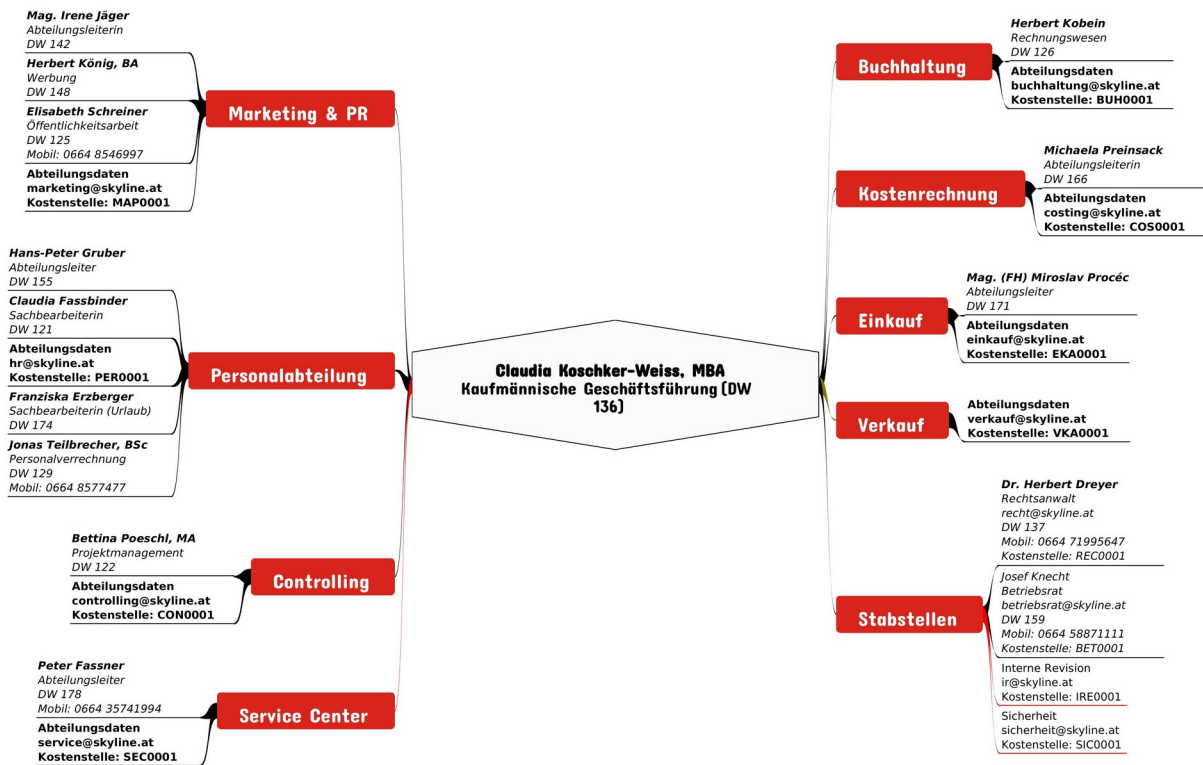 Claudia Koschker-Weiss, MBA
Kaufmännische Geschäftsführung (DW
136)
Marketing & PR
Mag. Irene Jäger
Abteilungsleiterin
DW 142
Herbert König, BA
Werbung
DW 148
Elisabeth Schreiner
Öffentlichkeitsarbeit
DW 125
Mobil: 0664 8546997
Abteilungsdaten
marketing@skyline.at
Kostenstelle: MAP0001
Personalabteilung
Hans-Peter Gruber
Abteilungsleiter
DW 155
Claudia Fassbinder
Sachbearbeiterin
DW 121
Abteilungsdaten
hr@skyline.at
Kostenstelle: PER0001
Franziska Erzberger
Sachbearbeiterin (Urlaub)
DW 174
Jonas Teilbrecher, BSc
Personalverrechnung
DW 129
Mobil: 0664 8577477
Controlling
Bettina Poeschl, MA
Projektmanagement
DW 122
Abteilungsdaten
controlling@skyline.at
Kostenstelle: CON0001
Service Center
Peter Fassner
Abteilungsleiter
DW 178
Mobil: 0664 35741994
Abteilungsdaten
service@skyline.at
Kostenstelle: SEC0001
Buchhaltung
Herbert Kobein
Rechnungswesen
DW 126
Abteilungsdaten
buchhaltung@skyline.at
Kostenstelle: BUH0001
Kostenrechnung
Michaela Preinsack
Abteilungsleiterin
DW 166
Abteilungsdaten
costing@skyline.at
Kostenstelle: COS0001
Einkauf
Mag. (FH) Miroslav Procéc
Abteilungsleiter
DW 171
Abteilungsdaten
einkauf@skyline.at
Kostenstelle: EKA0001
Verkauf
Abteilungsdaten
verkauf@skyline.at
Kostenstelle: VKA0001
Stabstellen
Dr. Herbert Dreyer
Rechtsanwalt
recht@skyline.at
DW 137
Mobil: 0664 71995647
Kostenstelle: REC0001
Josef Knecht
Betriebsrat
betriebsrat@skyline.at
DW 159
Mobil: 0664 58871111
Kostenstelle: BET0001
Interne Revision
ir@skyline.at
Kostenstelle: IRE0001
Sicherheit
sicherheit@skyline.at
Kostenstelle: SIC0001